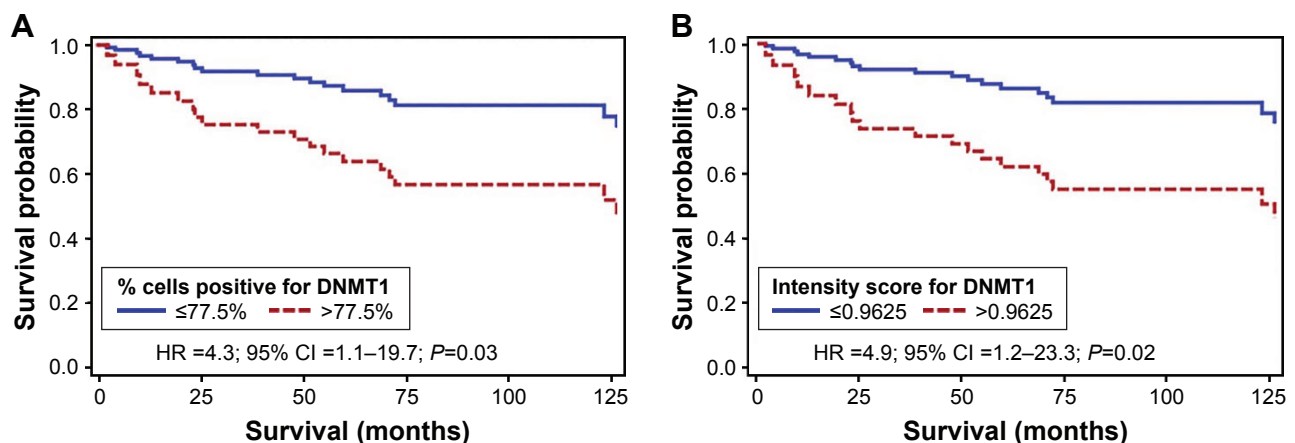 A
Survival probability
1.0
0.8
0.6
0.4
0.2
0.0
% cells positive for DNMT1
≤77.5% >77.5%
HR =4.3; 95% CI =1.1–19.7; P=0.03
0 25 50 75 100 125
Survival (months)
B
Survival probability
1.0
0.8
0.6
0.4
0.2
0.0
Intensity score for DNMT1
≤0.9625 >0.9625
HR =4.9; 95% CI =1.2–23.3; P=0.02
0 25 50 75 100 125
Survival (months)